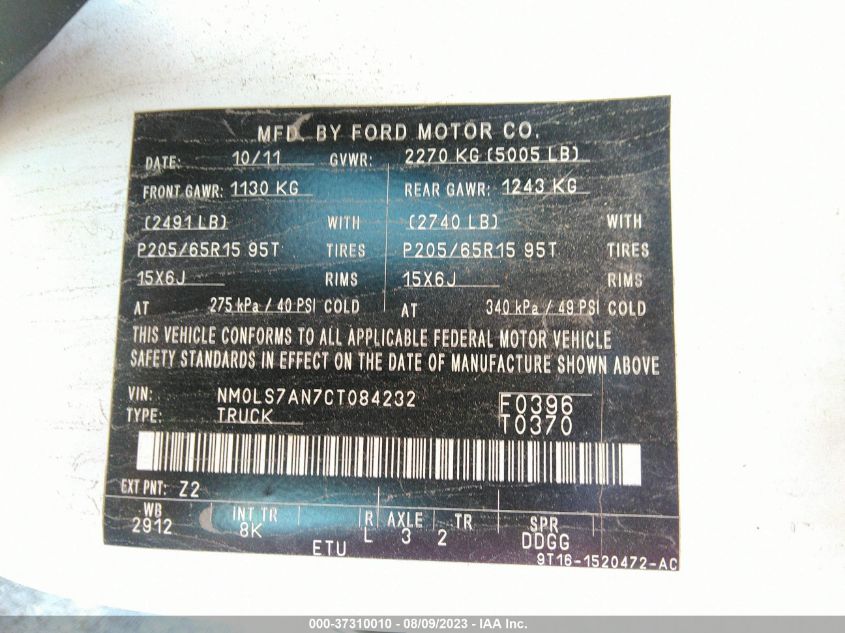 MFD. BY FORD MOTOR CO.
DATE: 10/11 GVWR: 2270 KG (5005 LB)
FRONT GAWR: 1130 KG REAR GAWR: 1243 KG
(2491 LB) WITH (2740 LB) WITH
P205/65R15 95T TIRES P205/65R15 95T TIRES
15X6J RIMS 15X6J RIMS
AT 275 kPa / 40 PSI COLD AT 340 kPa / 49 PSI COLD
THIS VEHICLE CONFORMS TO ALL APPLICABLE FEDERAL MOTOR VEHICLE
SAFETY STANDARDS IN EFFECT ON THE DATE OF MANUFACTURE SHOWN ABOVE
VIN: NM0LS7AN7CT084232 F0396
TYPE: TRUCK T0370
EXT PNT: Z2
WB INT TR R AXLE TR SPR
2912 8K L 3 2 DDGG
ETU 9T16-1520472-AC
000-37310010 - 08/09/2023 - IAA Inc.